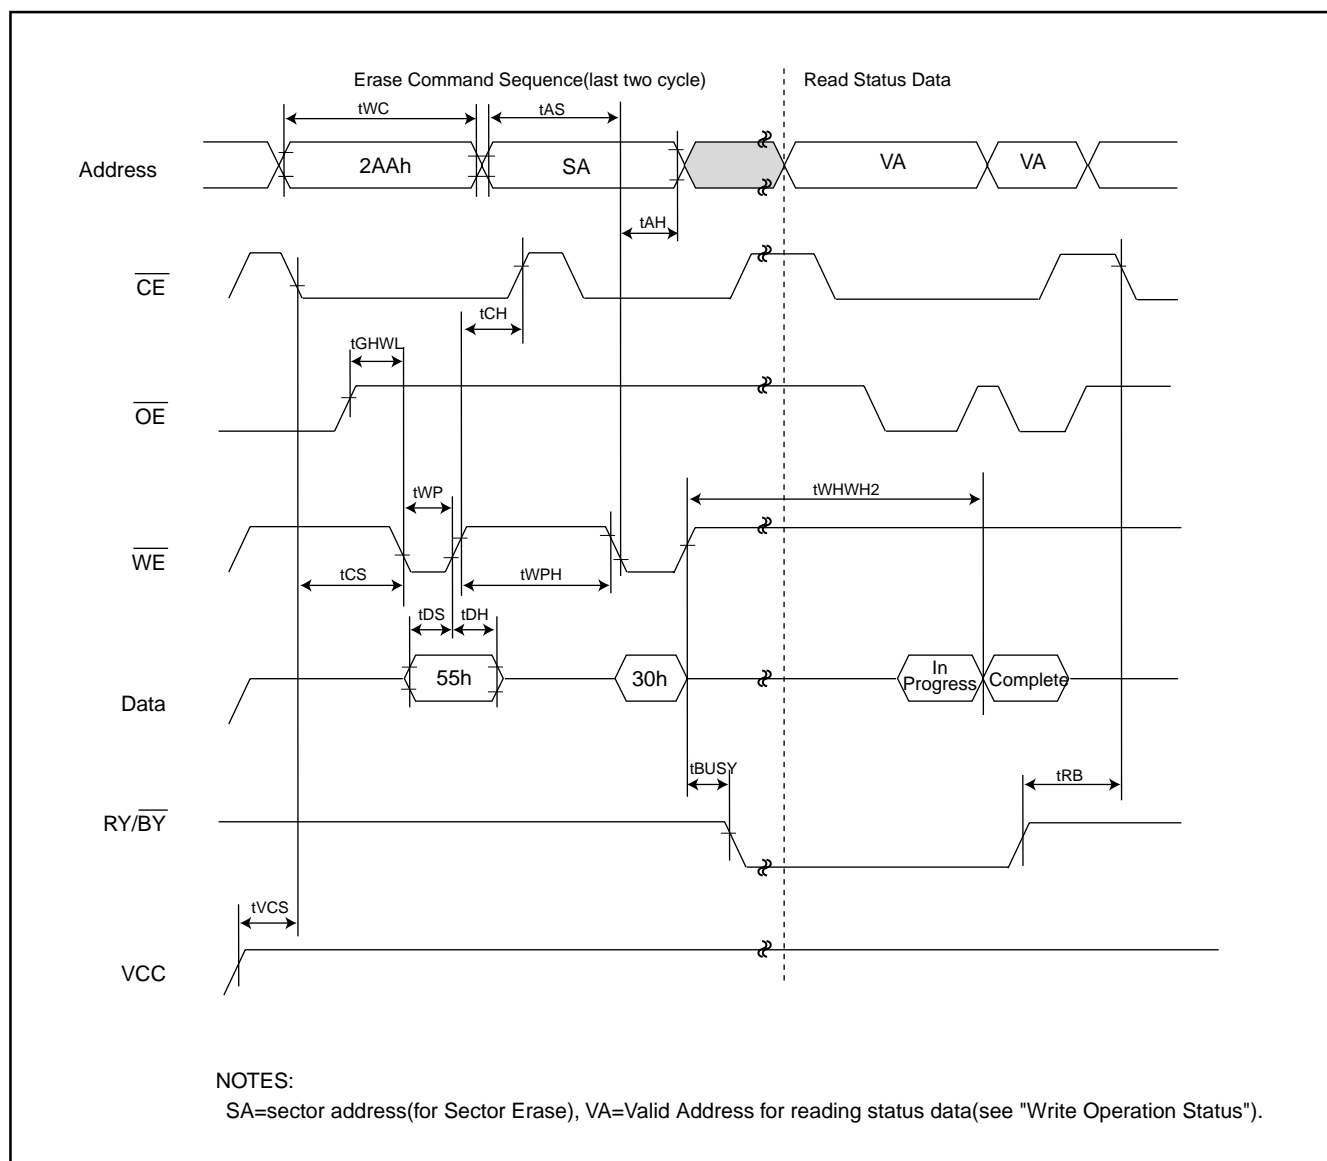 Erase Command Sequence(last two cycle)
Read Status Data
tWC
tAS
Address
2AAh
SA
VA
VA
tAH
CE
tCH
tGHWL
OE
tWP
tWHWH2
WE
tCS
tWPH
tDS
tDH
Data
55h
30h
In
Progress
Complete
tBUSY
tRB
RY/BY
tVCS
VCC
NOTES:
SA=sector address(for Sector Erase), VA=Valid Address for reading status data(see "Write Operation Status").